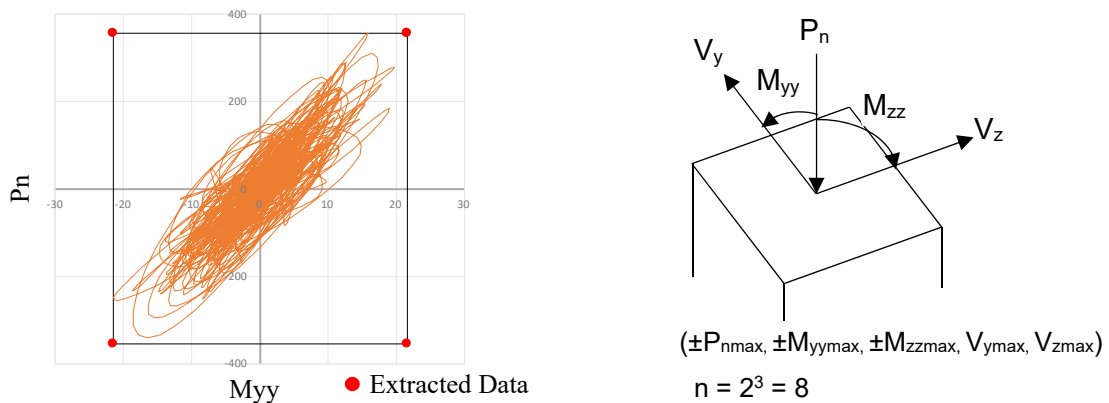 400
200
0
-200
-400
-30
-20
-10
0
10
20
30
Pn
Myy
Extracted Data
Pn
Vy
Myy
Mzz
Vz
(±Pnmax, ±Myymax, ±Mzzmax, Vymax, Vzmax)
n = 2³ = 8